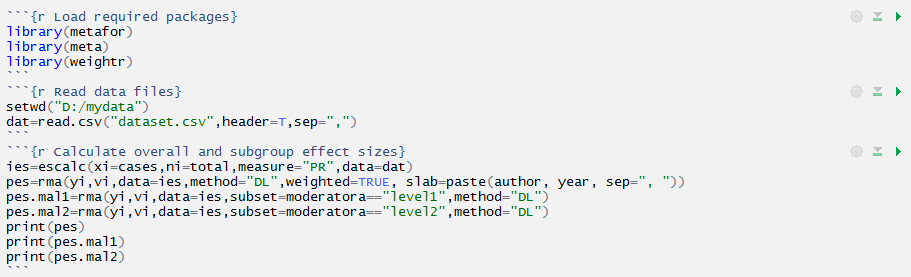 ```{r Load required packages}
library(metafor)
library(meta)
library(weightr)
```
```{r Read data files}
setwd("D:/mydata")
dat=read.csv("dataset.csv",header=T,sep=",")
```
```{r Calculate overall and subgroup effect sizes}
ies=escalc(xi=cases,ni=total,measure="PR",data=dat)
pes=rma(yi,vi,data=ies,method="DL",weighted=TRUE, slab=paste(author, year, sep=", "))
pes.mal1=rma(yi,vi,data=ies,subset=moderatora=="level1",method="DL")
pes.mal2=rma(yi,vi,data=ies,subset=moderatora=="level2",method="DL")
print(pes)
print(pes.mal1)
print(pes.mal2)
```